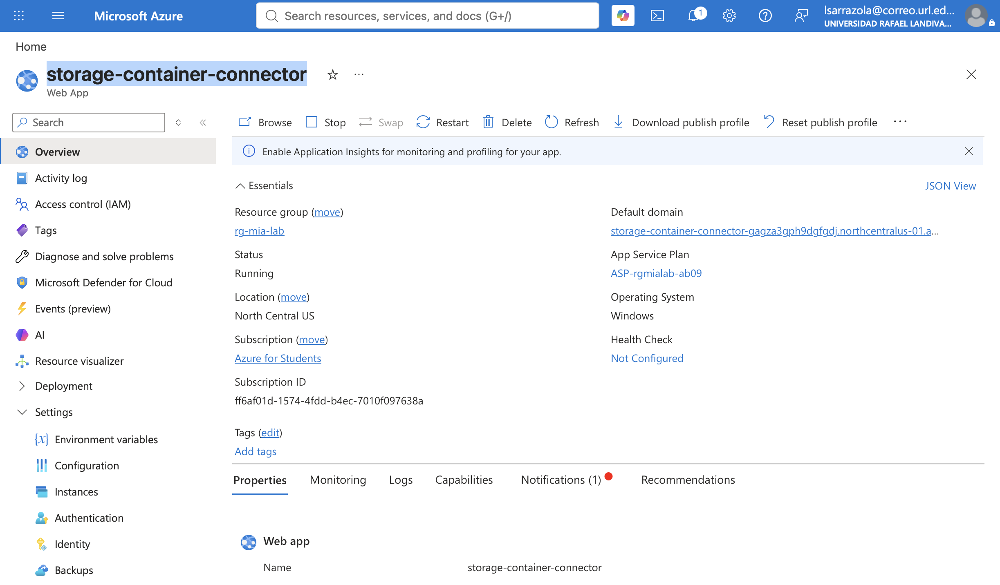 Microsoft Azure
Search resources, services, and docs (G+/)
1
lsarrazola@correo.url.ed...
UNIVERSIDAD RAFAEL LANDIVA...
Home
storage-container-connector
Web App
Search
Browse
Stop
Swap
Restart
Delete
Refresh
Download publish profile
Reset publish profile
Overview
Activity log
Access control (IAM)
Tags
Diagnose and solve problems
Microsoft Defender for Cloud
Events (preview)
AI
Resource visualizer
Deployment
Settings
Environment variables
Configuration
Instances
Authentication
Identity
Backups
Enable Application Insights for monitoring and profiling for your app.
Essentials
JSON View
Resource group (move)
rg-mia-lab
Status
Running
Location (move)
North Central US
Subscription (move)
Azure for Students
Subscription ID
ff6af01d-1574-4fdd-b4ec-7010f097638a
Default domain
storage-container-connector-gagza3gph9dgfgdj.northcentralus-01.a...
App Service Plan
ASP-rgmialab-ab09
Operating System
Windows
Health Check
Not Configured
Tags (edit)
Add tags
Properties
Monitoring
Logs
Capabilities
Notifications (1)
Recommendations
Web app
Name
storage-container-connector